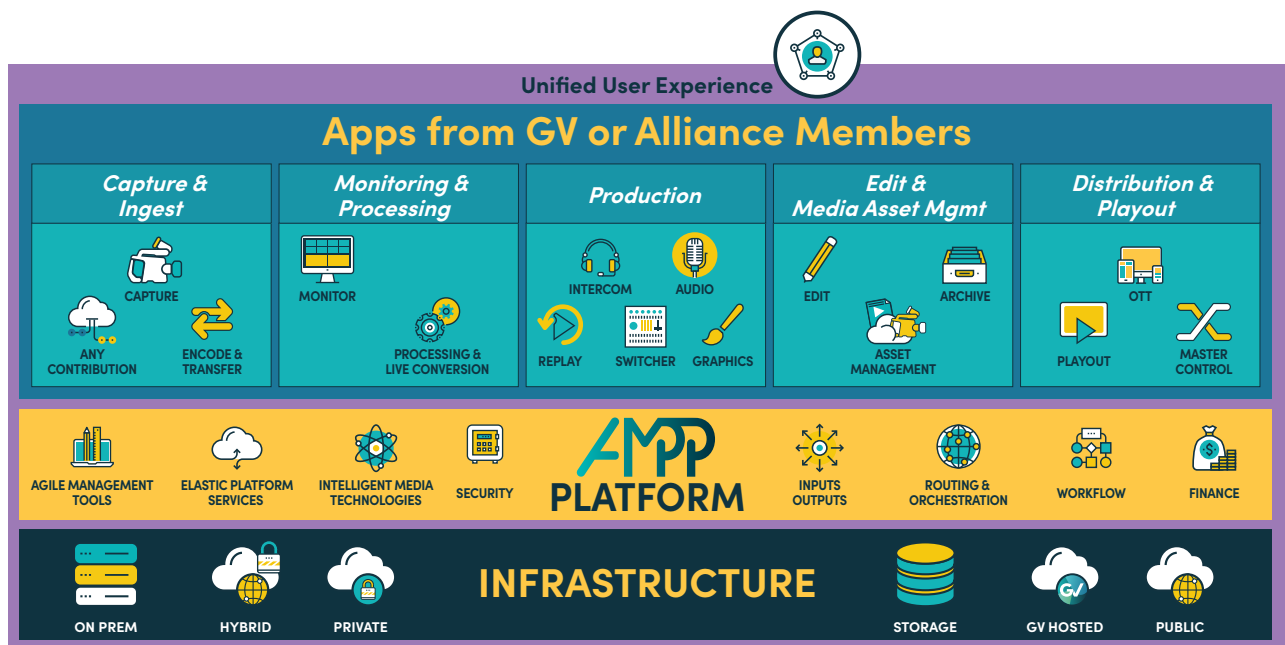 Unified User Experience
Apps from GV or Alliance Members
Capture &
Ingest
CAPTURE
ANY
CONTRIBUTION
ENCODE &
TRANSFER
Monitoring &
Processing
MONITOR
PROCESSING &
LIVE CONVERSION
Production
INTERCOM
AUDIO
REPLAY
SWITCHER
GRAPHICS
Edit &
Media Asset Mgmt
EDIT
ARCHIVE
ASSET
MANAGEMENT
Distribution &
Playout
OTT
PLAYOUT
MASTER
CONTROL
AGILE MANAGEMENT
TOOLS
ELASTIC PLATFORM
SERVICES
INTELLIGENT MEDIA
TECHNOLOGIES
SECURITY
AMPP
PLATFORM
INPUTS
OUTPUTS
ROUTING &
ORCHESTRATION
WORKFLOW
$
FINANCE
ON PREM
HYBRID
PRIVATE
INFRASTRUCTURE
STORAGE
GV
GV HOSTED
PUBLIC